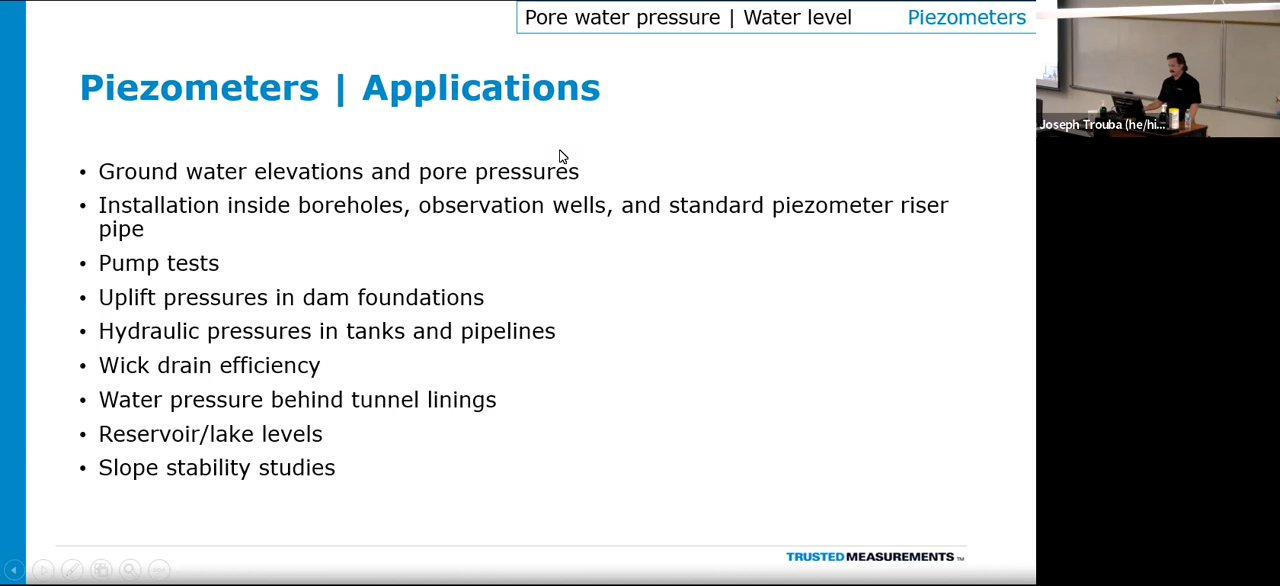 Pore water pressure | Water level Piezometers
Piezometers | Applications
• Ground water elevations and pore pressures
• Installation inside boreholes, observation wells, and standard piezometer riser
pipe
• Pump tests
• Uplift pressures in dam foundations
• Hydraulic pressures in tanks and pipelines
• Wick drain efficiency
• Water pressure behind tunnel linings
• Reservoir/lake levels
• Slope stability studies
TRUSTED MEASUREMENTS ™
Joseph Trouba (he/hi...